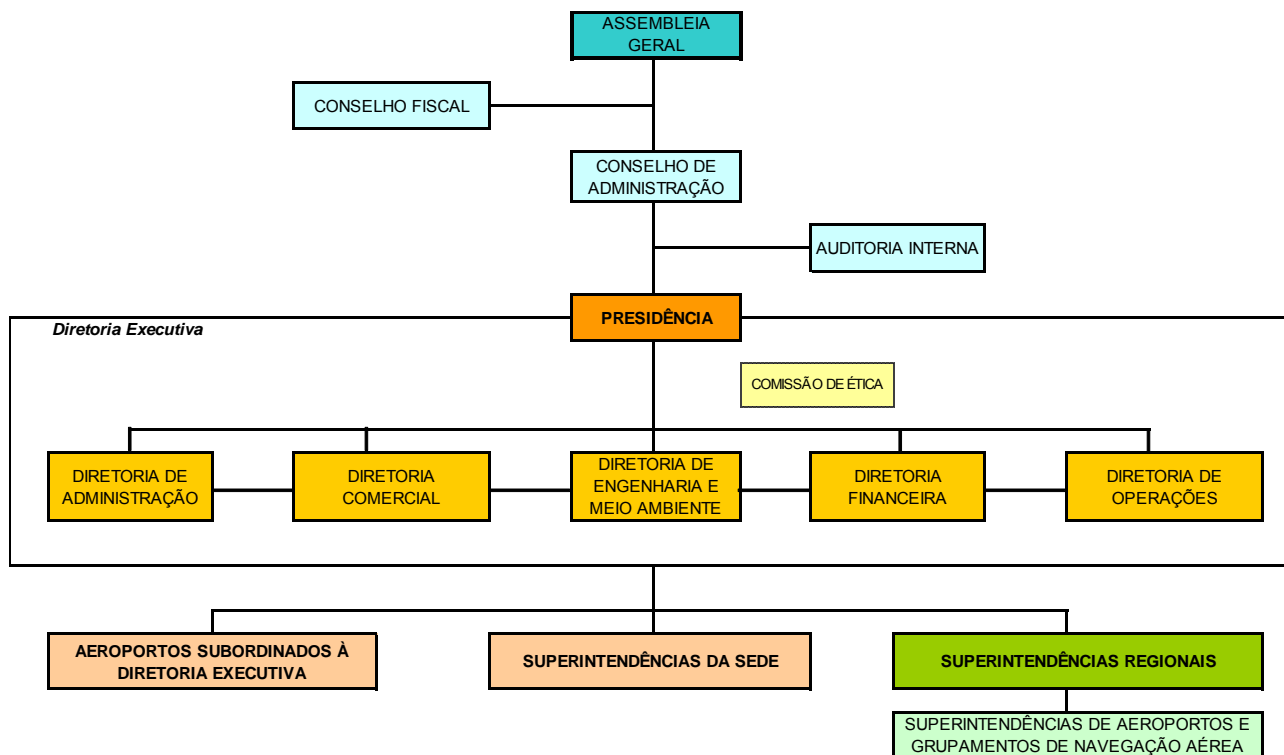 ASSEMBLEIA
GERAL
CONSELHO FISCAL
CONSELHO DE
ADMINISTRAÇÃO
AUDITORIA INTERNA
PRESIDÊNCIA
Diretoria Executiva
COMISSÃO DE ÉTICA
DIRETORIA DE
ADMINISTRAÇÃO
DIRETORIA
COMERCIAL
DIRETORIA DE
ENGENHARIA E
MEIO AMBIENTE
DIRETORIA
FINANCEIRA
DIRETORIA DE
OPERAÇÕES
AEROPORTOS SUBORDINADOS À
DIRETORIA EXECUTIVA
SUPERINTENDÊNCIAS DA SEDE
SUPERINTENDÊNCIAS REGIONAIS
SUPERINTENDÊNCIAS DE AEROPORTOS E
GRUPAMENTOS DE NAVEGAÇÃO AÉREA